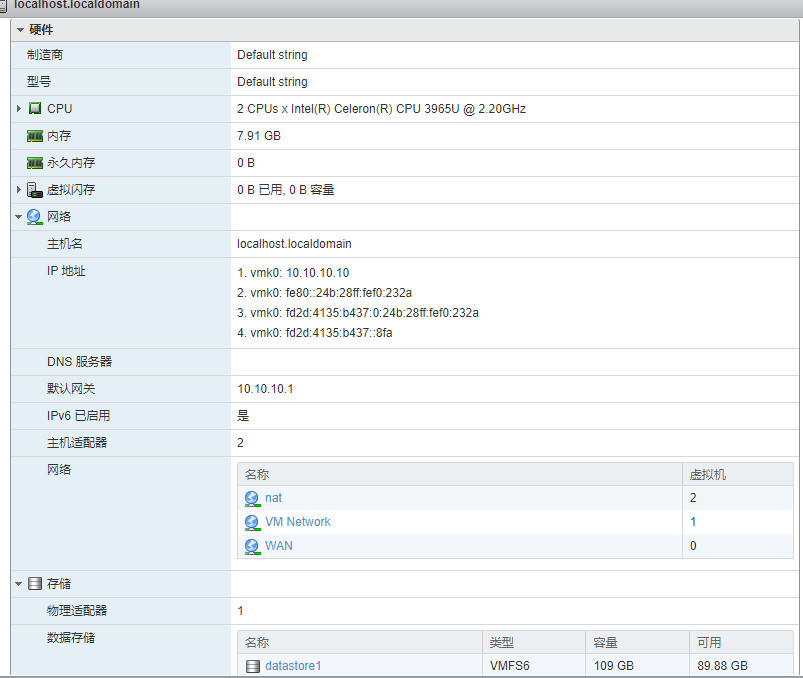 localhost.localdomain
硬件
制造商 Default string
型号 Default string
CPU 2 CPUs x Intel(R) Celeron(R) CPU 3965U @ 2.20GHz
内存 7.91 GB
永久内存 0 B
虚拟闪存 0 B 已用, 0 B 容量
网络
主机名 localhost.localdomain
IP 地址 1. vmk0: 10.10.10.10
2. vmk0: fe80::24b:28ff:fef0:232a
3. vmk0: fd2d:4135:b437:0:24b:28ff:fef0:232a
4. vmk0: fd2d:4135:b437::8fa
DNS 服务器
默认网关 10.10.10.1
IPv6 已启用 是
主机适配器 2
网络 名称 虚拟机
nat 2
VM Network 1
WAN 0
存储
物理适配器 1
数据存储 名称 类型 容量 可用
datastore1 VMFS6 109 GB 89.88 GB